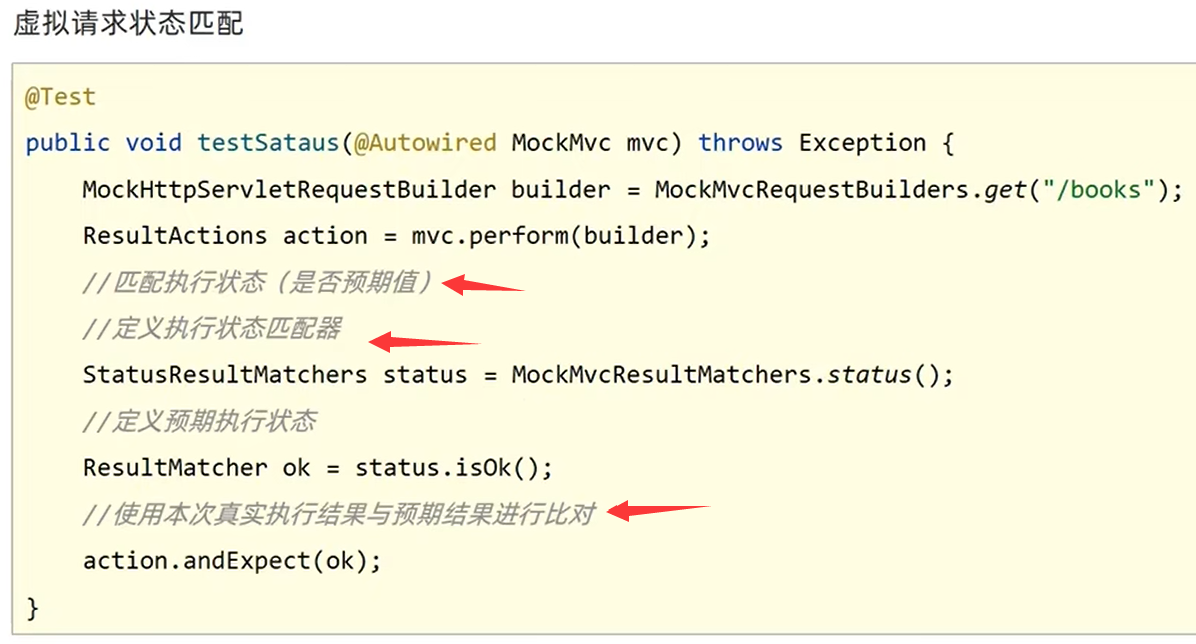 虚拟请求状态匹配
@Test
public void testSataus(@Autowired MockMvc mvc) throws Exception {
MockHttpServletRequestBuilder builder = MockMvcRequestBuilders.get("/books");
ResultActions action = mvc.perform(builder);
//匹配执行状态（是否预期值）
//定义执行状态匹配器
StatusResultMatchers status = MockMvcResultMatchers.status();
//定义预期执行状态
ResultMatcher ok = status.isOk();
//使用本次真实执行结果与预期结果进行比对
action.andExpect(ok);
}